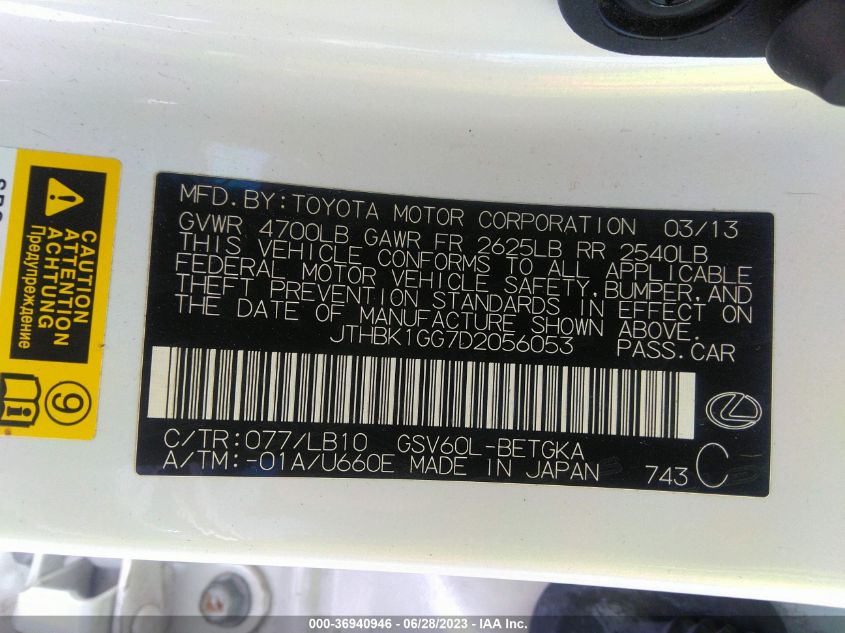 MFD.BY:TOYOTA MOTOR CORPORATION 03/13
GVWR 4700LB GAWR FR 2625LB RR 2540LB
THIS VEHICLE CONFORMS TO ALL APPLICABLE
FEDERAL MOTOR VEHICLE SAFETY,BUMPER,AND
THEFT PREVENTION STANDARDS IN EFFECT ON
THE DATE OF MANUFACTURE SHOWN ABOVE.
JTHBK1GG7D2056053 PASS.CAR
C/TR:077/LB10 GSV60L-BETGKA
A/TM:-01A/U660E MADE IN JAPAN 743 C
CAUTION
ATTENTION
ACHTUNG
Предупреждение
9
000-36940946 - 06/28/2023 - IAA Inc.